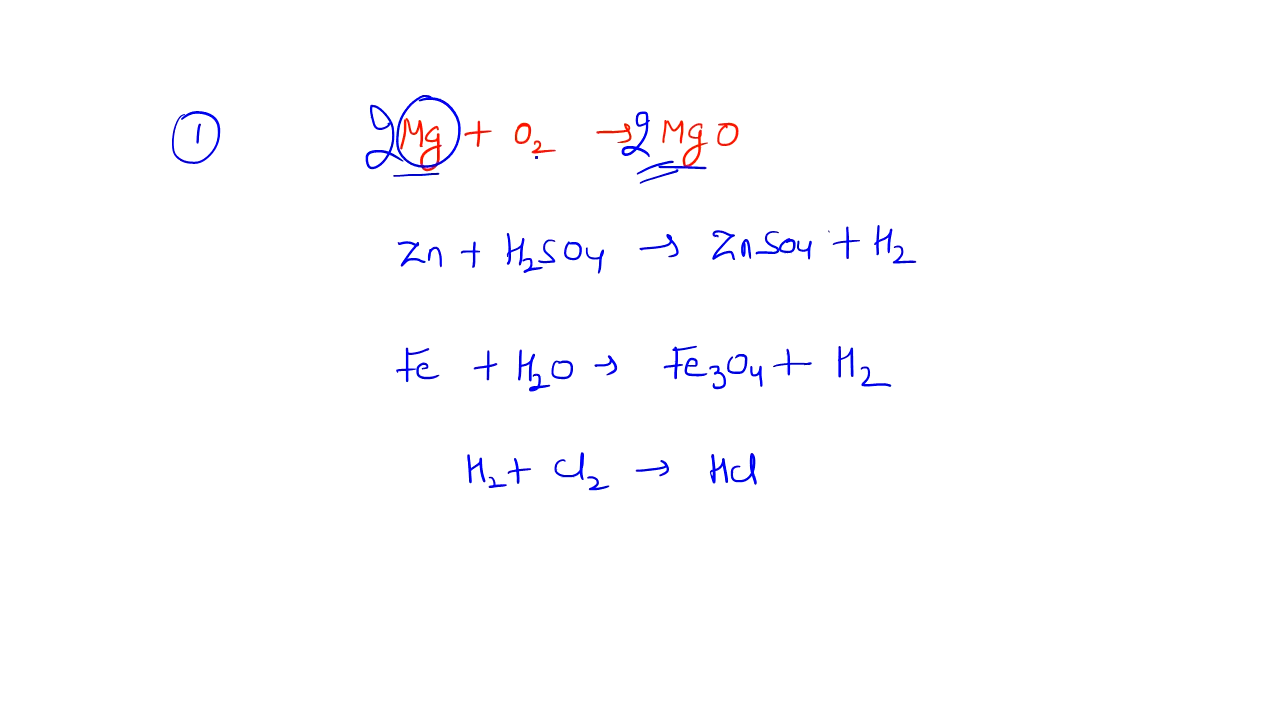 1 2Mg + O2 → 2MgO
Zn + H2SO4 → ZnSO4 + H2
Fe + H2O → Fe3O4 + H2
H2 + Cl2 → HCl